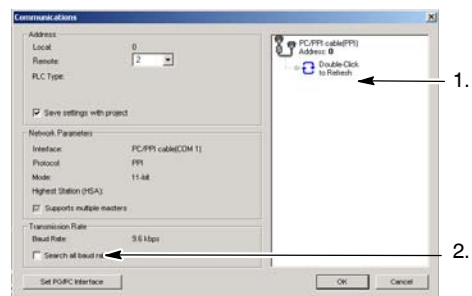 Communications
Address
Local: 0
Remote: 2
PLC Type:
Save settings with project
Network Parameters
Interface: PC/PPI cable(COM 1)
Protocol: PPI
Mode: 11-bit
Highest Station (HSA):
Supports multiple masters
Transmission Rate
Baud Rate: 9.6 kbps
Search all baud
Set PG/PC Interface
PC/PPI cable(PPI)
Address: 0
Double-Click
to Refresh
OK
Cancel
1.
2.